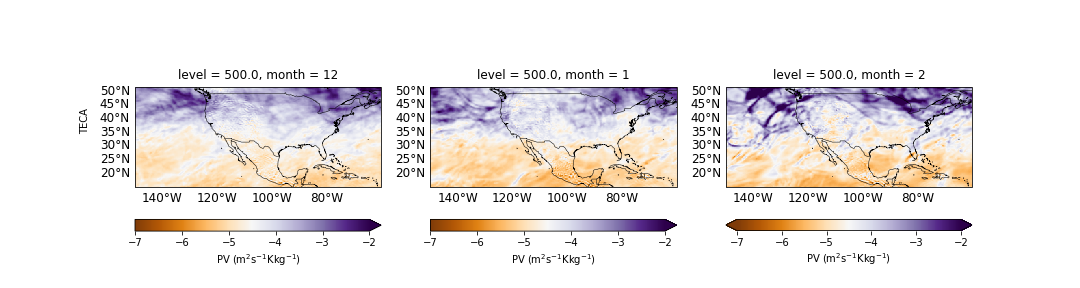 level = 500.0, month = 12
level = 500.0, month = 1
level = 500.0, month = 2
TECA
50°N
45°N
40°N
35°N
30°N
25°N
20°N
140°W 120°W 100°W 80°W
50°N
45°N
40°N
35°N
30°N
25°N
20°N
140°W 120°W 100°W 80°W
50°N
45°N
40°N
35°N
30°N
25°N
20°N
140°W 120°W 100°W 80°W
−7 −6 −5 −4 −3 −2
PV (m²s⁻¹Kkg⁻¹)
−7 −6 −5 −4 −3 −2
PV (m²s⁻¹Kkg⁻¹)
−7 −6 −5 −4 −3 −2
PV (m²s⁻¹Kkg⁻¹)